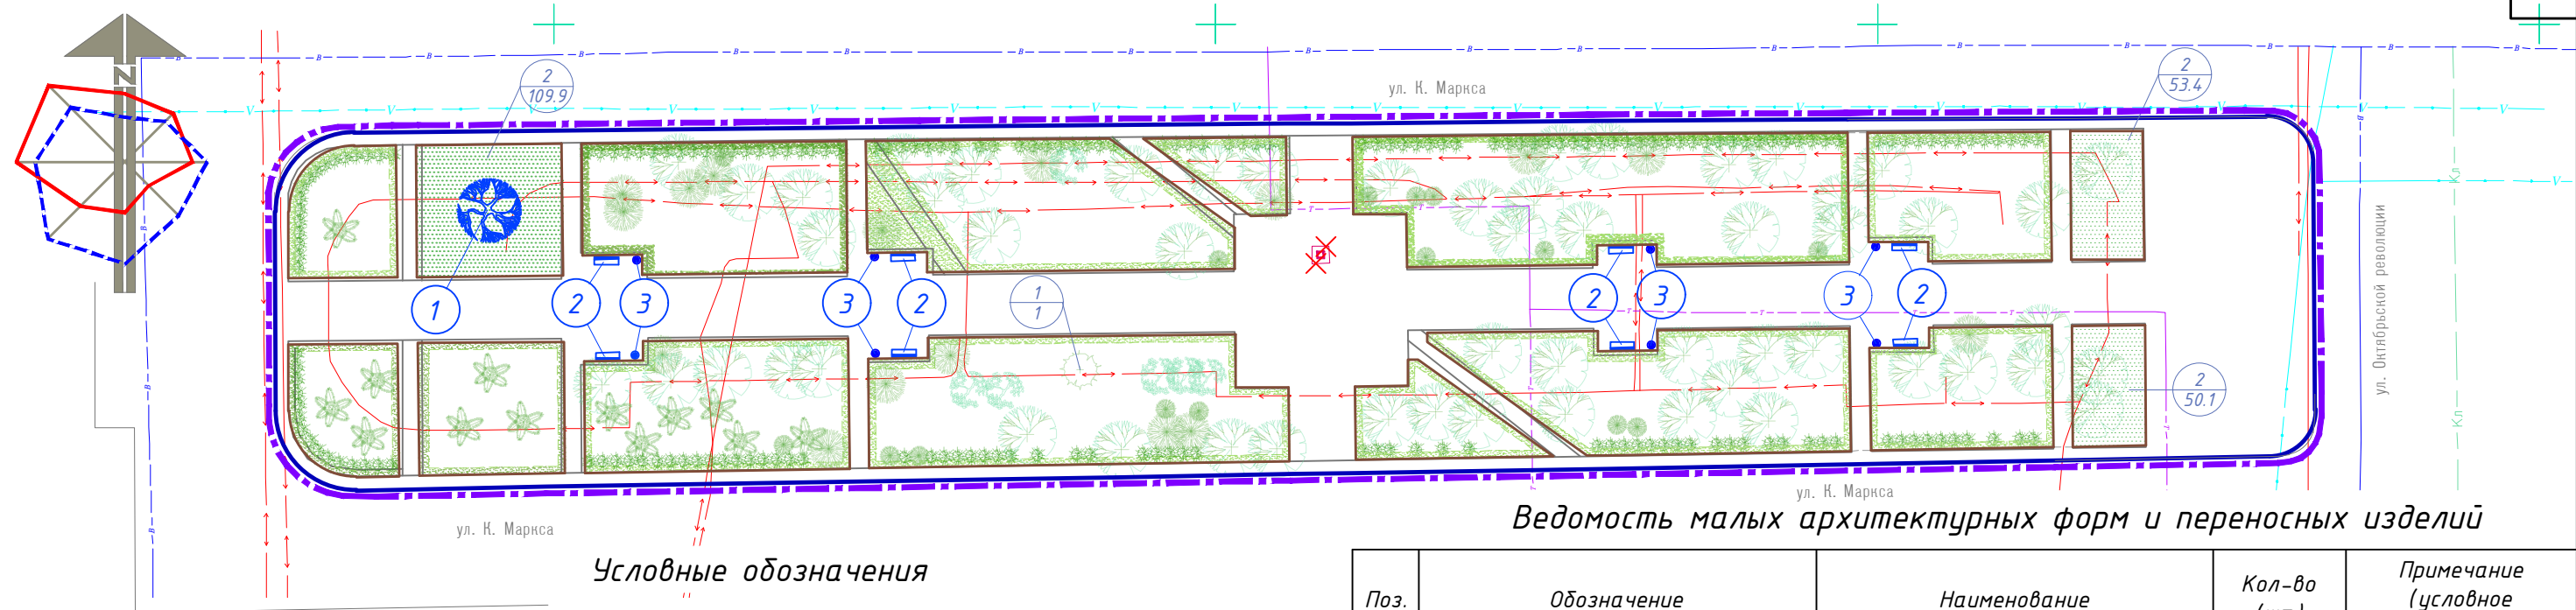 N
2
109.9
ул. К. Маркса
2
53.4
1
2
3
3
2
1
1
2
3
3
2
2
50.1
ул. Октябрьской революции
Кл
Кл
ул. К. Маркса
ул. К. Маркса
Ведомость малых архитектурных форм и переносных изделий
Условные обозначения
Поз.
Обозначение
Наименование
Кол-во
Примечание
(условное